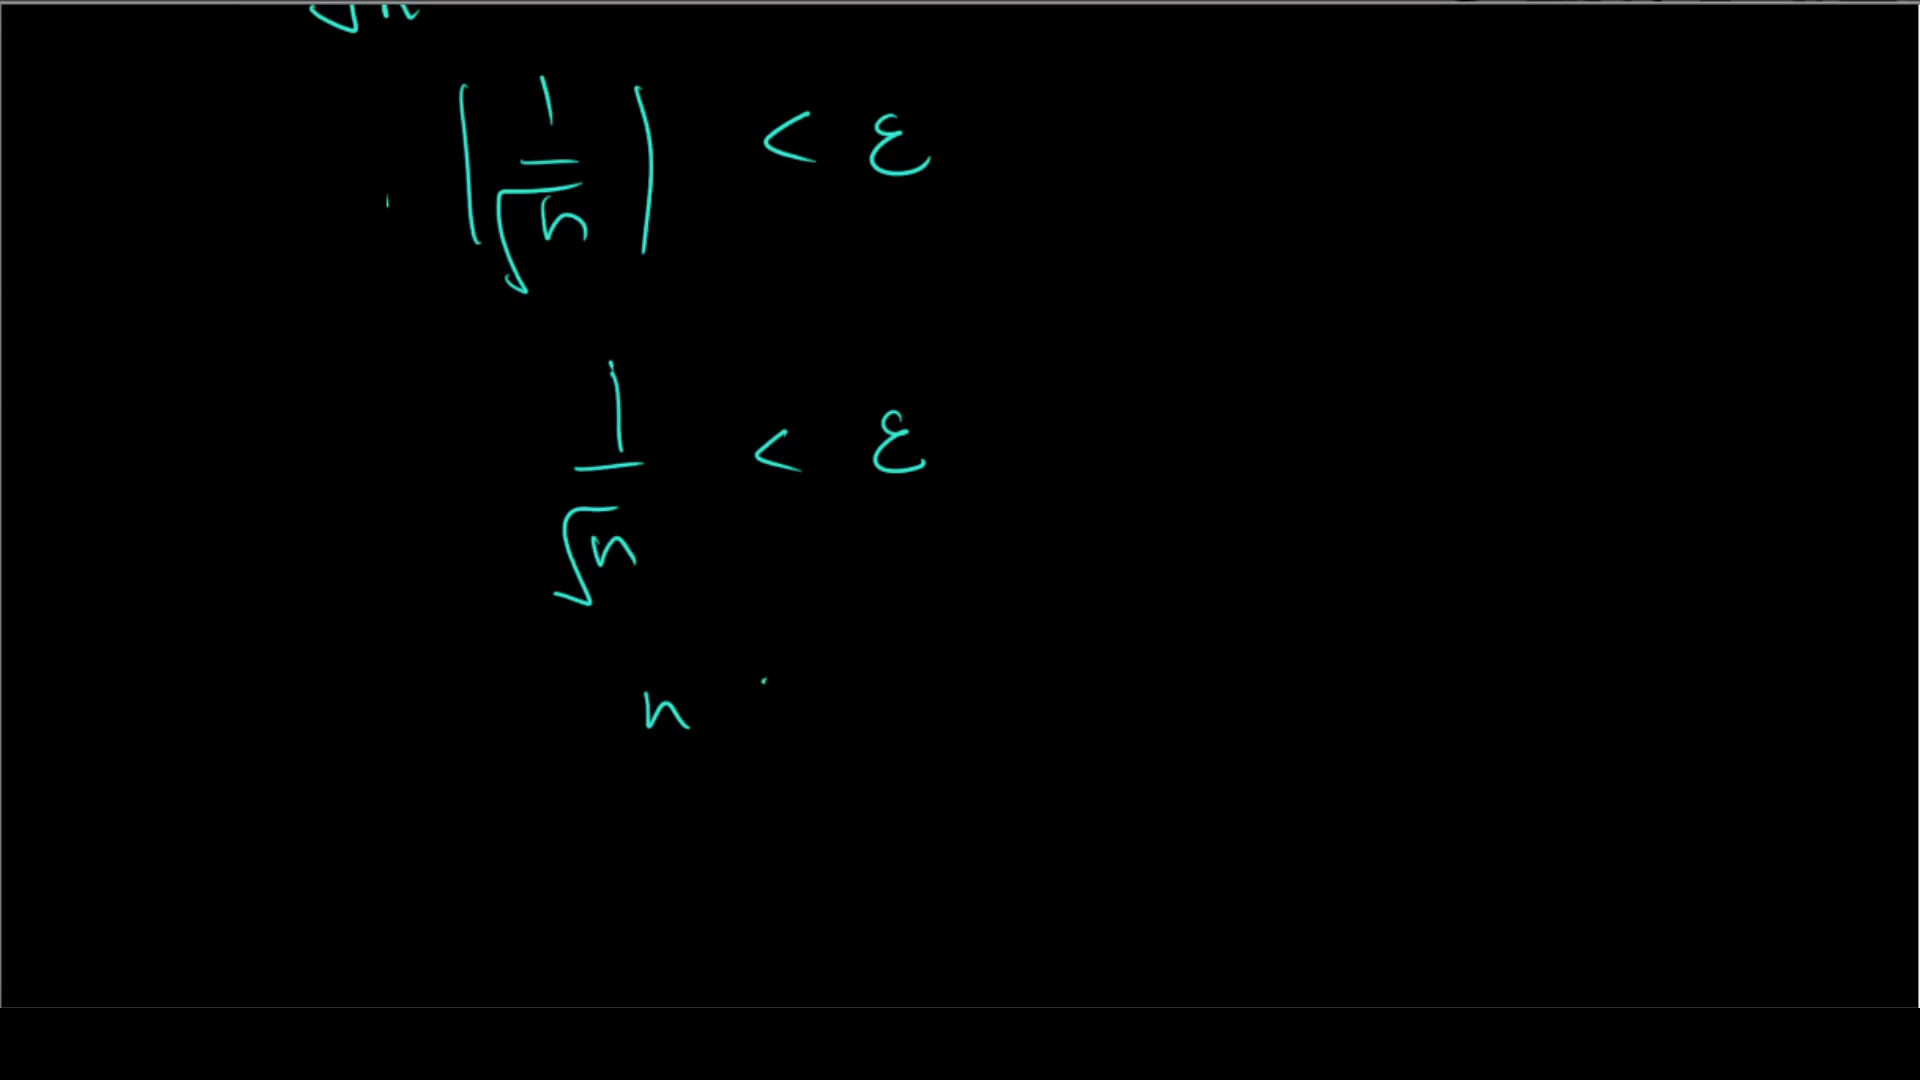 √n
|1/√n| < ε
1/√n < ε
n